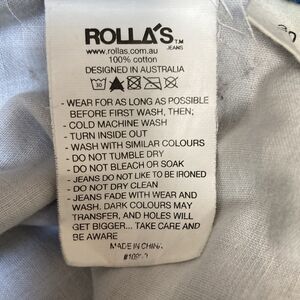 ROLLA'S TM
JEANS
www.rollas.com.au
100% cotton
DESIGNED IN AUSTRALIA
- WEAR FOR AS LONG AS POSSIBLE
BEFORE FIRST WASH, THEN;
- COLD MACHINE WASH
- TURN INSIDE OUT
- WASH WITH SIMILAR COLOURS
- DO NOT TUMBLE DRY
- DO NOT BLEACH OR SOAK
- JEANS DO NOT LIKE TO BE IRONED
- DO NOT DRY CLEAN
- JEANS FADE WITH WEAR AND
WASH. DARK COLOURS MAY
TRANSFER, AND HOLES WILL
GET BIGGER... TAKE CARE AND
BE AWARE
MADE IN CHINA